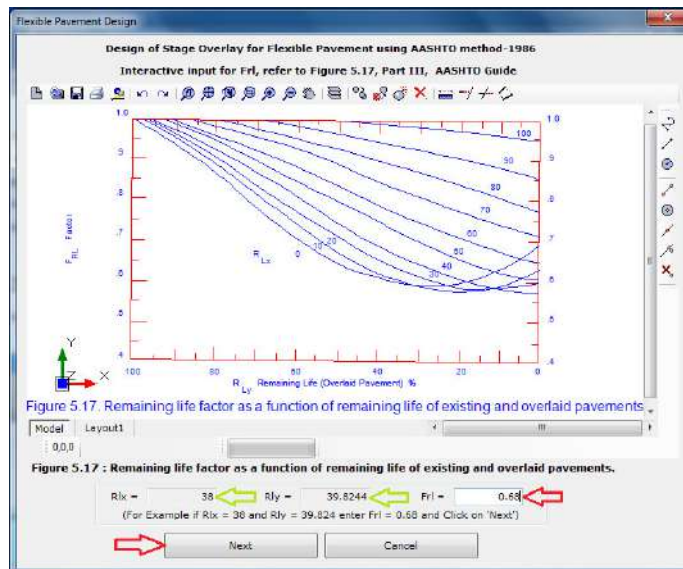 Flexible Pavement Design
Design of Stage Overlay for Flexible Pavement using AASHTO method-1986
Interactive input for Frl, refer to Figure 5.17, Part III, AASHTO Guide
1.0
1.0
.9
.9
.8
.8
.7
.7
.6
.6
.5
.4
.4
100
90
80
70
60
50
40
30
20
10
0
R Lx
F RL Factor
Y
Z
X
100
80
60
40
20
0
R Ly Remaining Life (Overlaid Pavement) %
Figure 5.17. Remaining life factor as a function of remaining life of existing and overlaid pavements
Model Layout1
0,0,0
Figure 5.17 : Remaining life factor as a function of remaining life of existing and overlaid pavements.
Rlx = 38 Rly = 39.8244 Frl = 0.68
(For Example if Rlx = 38 and Rly = 39.824 enter Frl = 0.68 and Click on 'Next')
Next Cancel